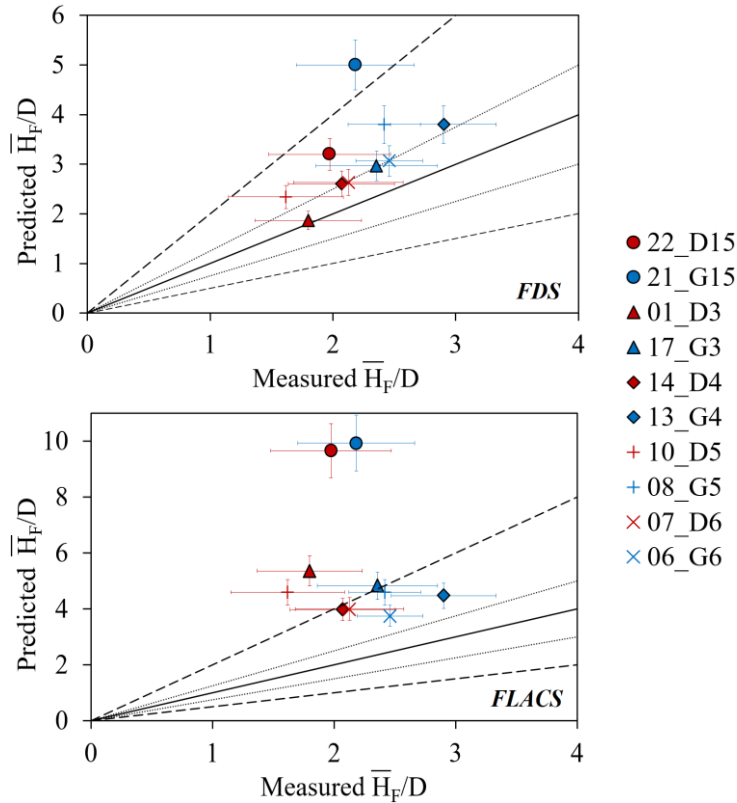 6
5
4
3
2
1
0
Predicted H̅F/D
FDS
0 1 2 3 4
Measured H̅F/D
10
8
6
4
2
0
Predicted H̅F/D
FLACS
0 1 2 3 4
Measured H̅F/D
22_D15
21_G15
01_D3
17_G3
14_D4
13_G4
10_D5
08_G5
07_D6
06_G6